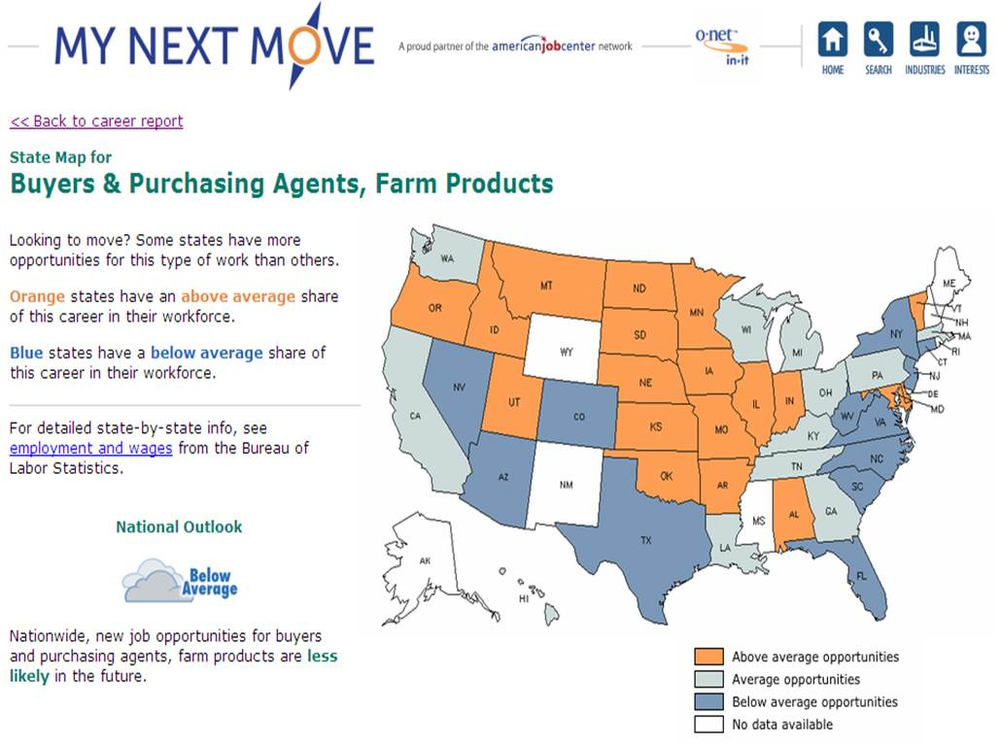 MY NEXT MOVE
A proud partner of the americanjobcenter network
o·net™
in-it
HOME
SEARCH
INDUSTRIES
INTERESTS
<< Back to career report
State Map for
Buyers & Purchasing Agents, Farm Products
Looking to move? Some states have more
opportunities for this type of work than others.
Orange states have an above average share
of this career in their workforce.
Blue states have a below average share of
this career in their workforce.
For detailed state-by-state info, see
employment and wages from the Bureau of
Labor Statistics.
National Outlook
Below
Average
Nationwide, new job opportunities for buyers
and purchasing agents, farm products are less
likely in the future.
WA
OR
MT
ID
ND
MN
SD
WY
WI
MI
NY
ME
VT
NH
MA
RI
CT
NJ
DE
MD
PA
NV
UT
CO
NE
IA
IL
IN
OH
CA
KS
MO
KY
WV
VA
NC
TN
SC
AZ
NM
OK
AR
MS
AL
GA
TX
LA
FL
AK
HI
Above average opportunities
Average opportunities
Below average opportunities
No data available